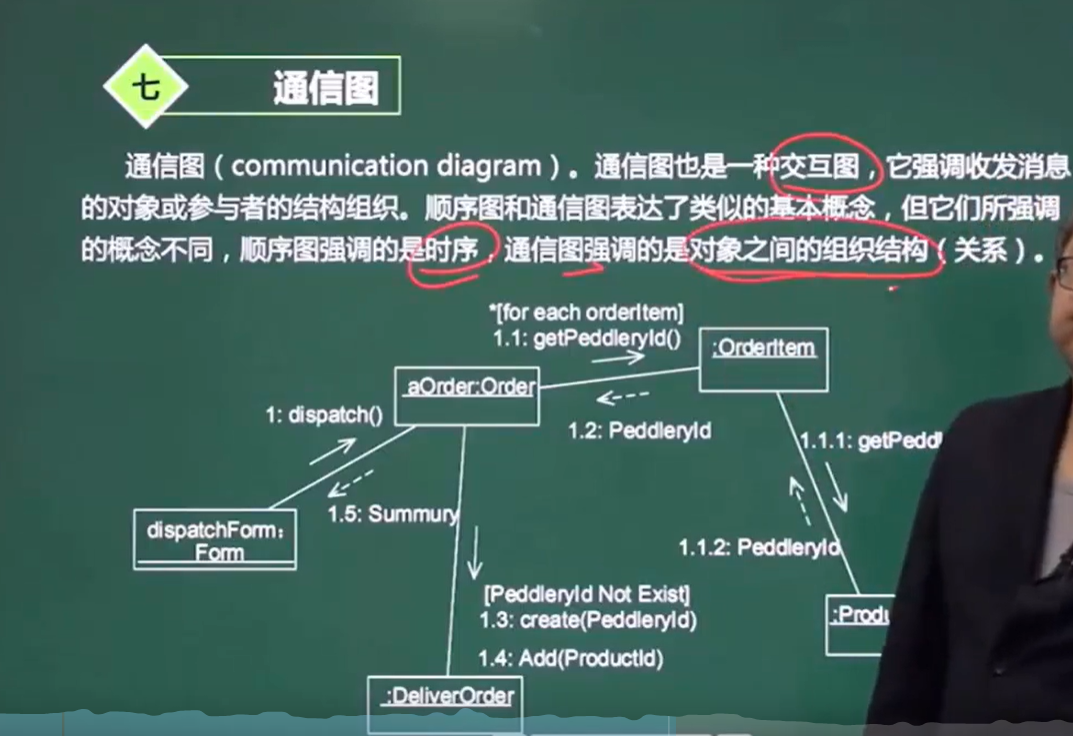 七
通信图
通信图（communication diagram）。通信图也是一种交互图，它强调收发消息
的对象或参与者的结构组织。顺序图和通信图表达了类似的基本概念，但它们所强调
的概念不同，顺序图强调的是时序，通信图强调的是对象之间的组织结构（关系）。
*[for each orderItem]
1.1: getPeddleryId()
:OrderItem
aOrder:Order
1: dispatch()
1.2: PeddleryId
1.1.1: getPeddl
1.5: Summury
dispatchForm:
Form
1.1.2: PeddleryId
[PeddleryId Not Exist]
1.3: create(PeddleryId)
:Produ
1.4: Add(ProductId)
:DeliverOrder